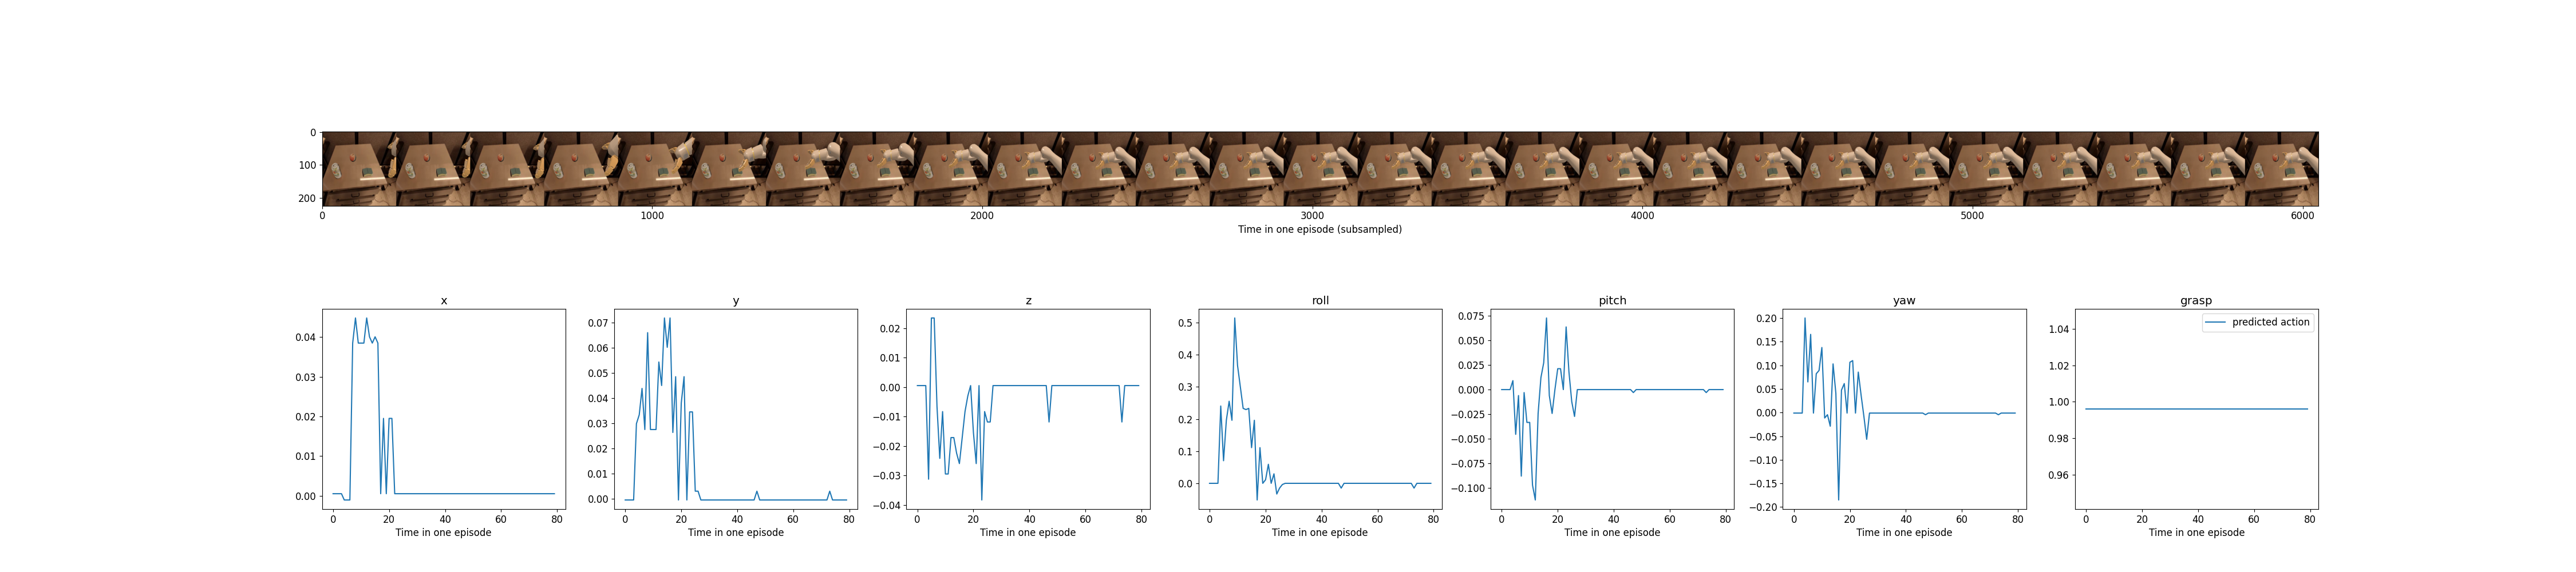 0
100
200
0 1000 2000 3000 4000 5000 6000
Time in one episode (subsampled)
x
0.04
0.03
0.02
0.01
0.00
0 20 40 60 80
Time in one episode
y
0.07
0.06
0.05
0.04
0.03
0.02
0.01
0.00
0 20 40 60 80
Time in one episode
z
0.02
0.01
0.00
−0.01
−0.02
−0.03
−0.04
0 20 40 60 80
Time in one episode
roll
0.5
0.4
0.3
0.2
0.1
0.0
0 20 40 60 80
Time in one episode
pitch
0.075
0.050
0.025
0.000
−0.025
−0.050
−0.075
−0.100
0 20 40 60 80
Time in one episode
yaw
0.20
0.15
0.10
0.05
0.00
−0.05
−0.10
−0.15
−0.20
0 20 40 60 80
Time in one episode
grasp
predicted action
1.04
1.02
1.00
0.98
0.96
0 20 40 60 80
Time in one episode